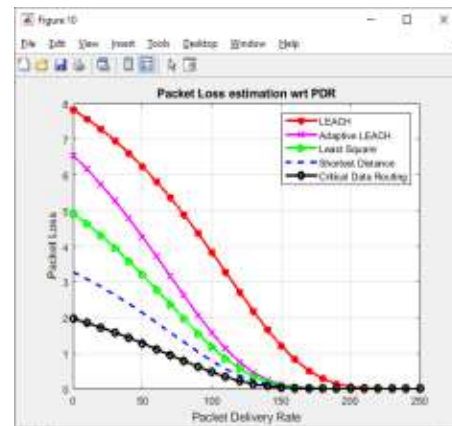 Figure 10
File Edit View Insert Tools Desktop Window Help
Packet Loss estimation wrt PDR
LEACH
Adaptive LEACH
Least Square
Shortest Distance
Critical Data Routing
Packet Loss
8
7
6
5
4
3
2
1
0
0 50 100 150 200 250
Packet Delivery Rate